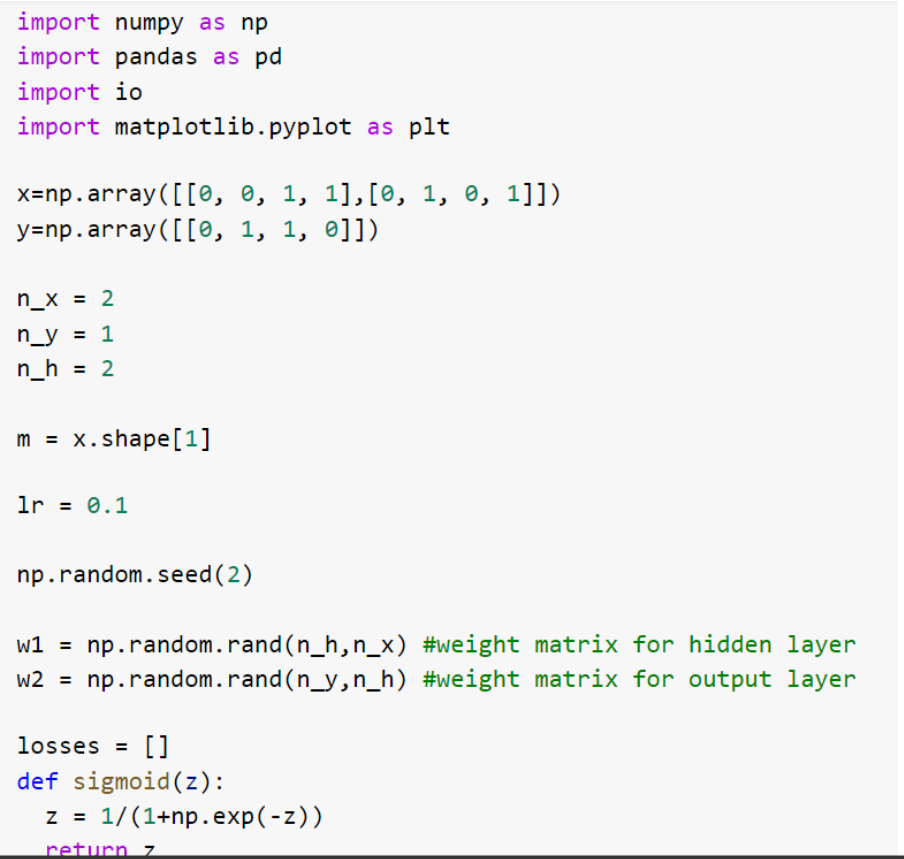 import numpy as np
import pandas as pd
import io
import matplotlib.pyplot as plt
x=np.array([[0, 0, 1, 1],[0, 1, 0, 1]])
y=np.array([[0, 1, 1, 0]])
n_x = 2
n_y = 1
n_h = 2
m = x.shape[1]
lr = 0.1
np.random.seed(2)
w1 = np.random.rand(n_h,n_x) #weight matrix for hidden layer
w2 = np.random.rand(n_y,n_h) #weight matrix for output layer
losses = []
def sigmoid(z):
  z = 1/(1+np.exp(-z))
  return z